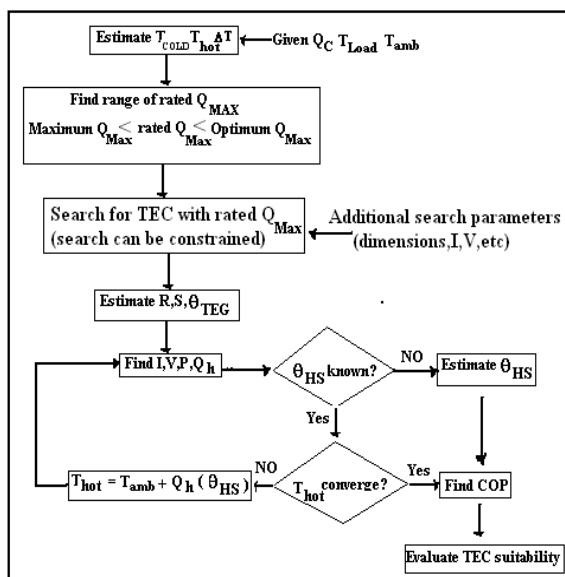 Estimate T_COLD T_hot ΔT
Given Q_C T_Load T_amb
Find range of rated Q_MAX
Maximum Q_Max < rated Q_Max < Optimum Q_Max
Search for TEC with rated Q_Max
(search can be constrained)
Additional search parameters
(dimensions,I,V,etc)
Estimate R,S,θ_TEG
Find I,V,P,Q_h
θ_HS known?
NO
Estimate θ_HS
Yes
T_hot = T_amb + Q_h (θ_HS)
NO
T_hot converge?
Yes
Find COP
Evaluate TEC suitability